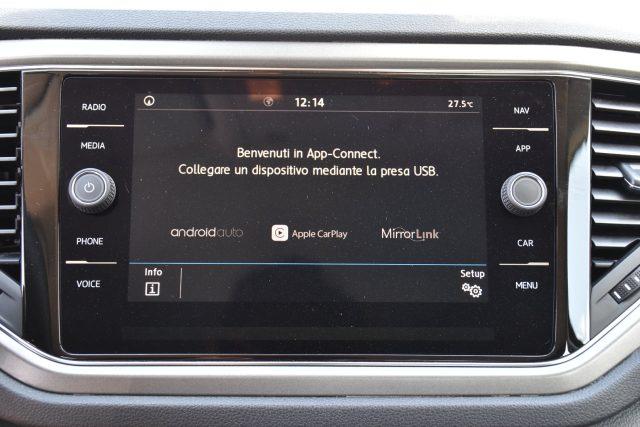 RADIO
MEDIA
PHONE
VOICE
12:14
27.5°C
Benvenuti in App-Connect.
Collegare un dispositivo mediante la presa USB.
androidauto
Apple CarPlay
MirrorLink
Info
Setup
NAV
APP
CAR
MENU